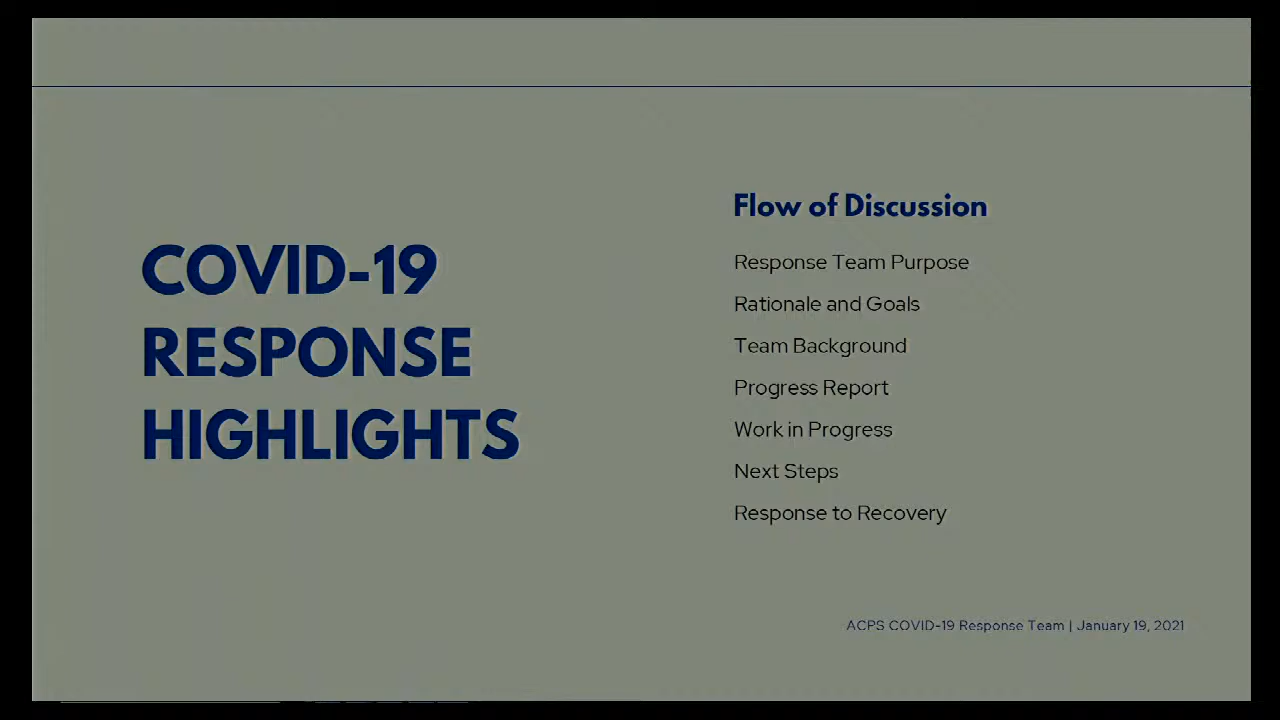 COVID-19
RESPONSE
HIGHLIGHTS
Flow of Discussion
Response Team Purpose
Rationale and Goals
Team Background
Progress Report
Work in Progress
Next Steps
Response to Recovery
ACPS COVID-19 Response Team | January 19, 2021